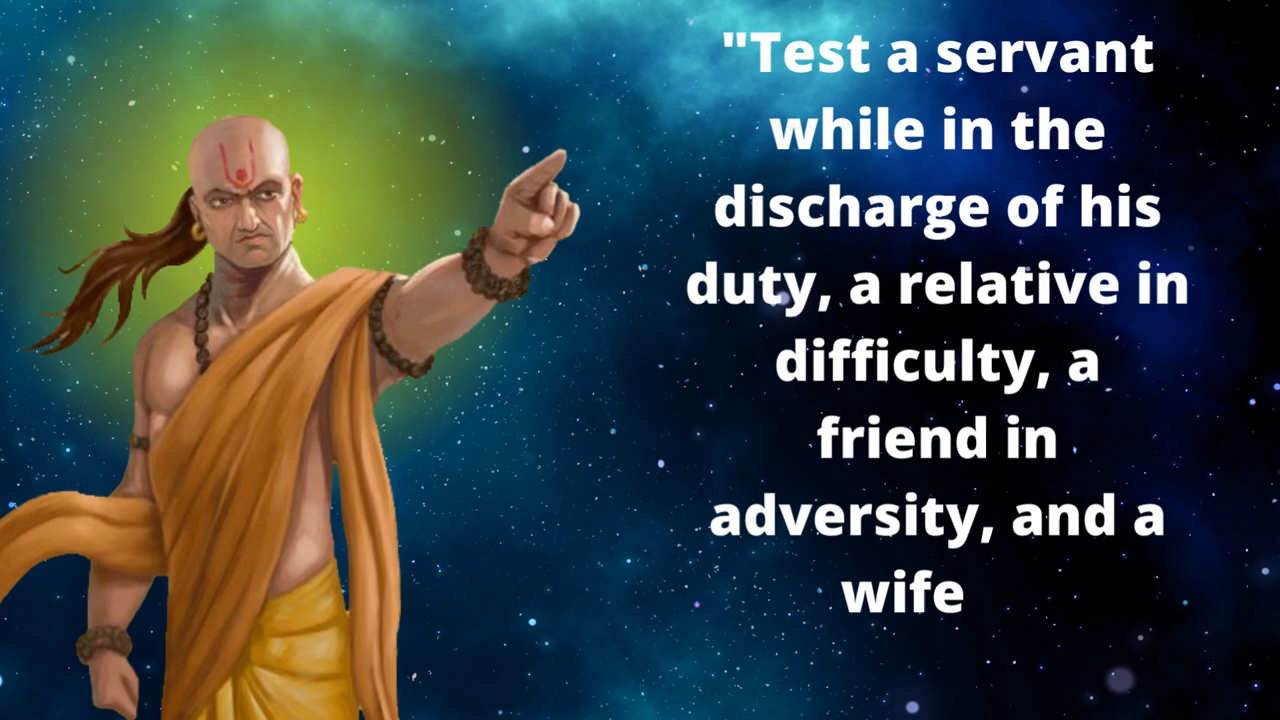 "Test a servant
while in the
discharge of his
duty, a relative in
difficulty, a
friend in
adversity, and a
wife